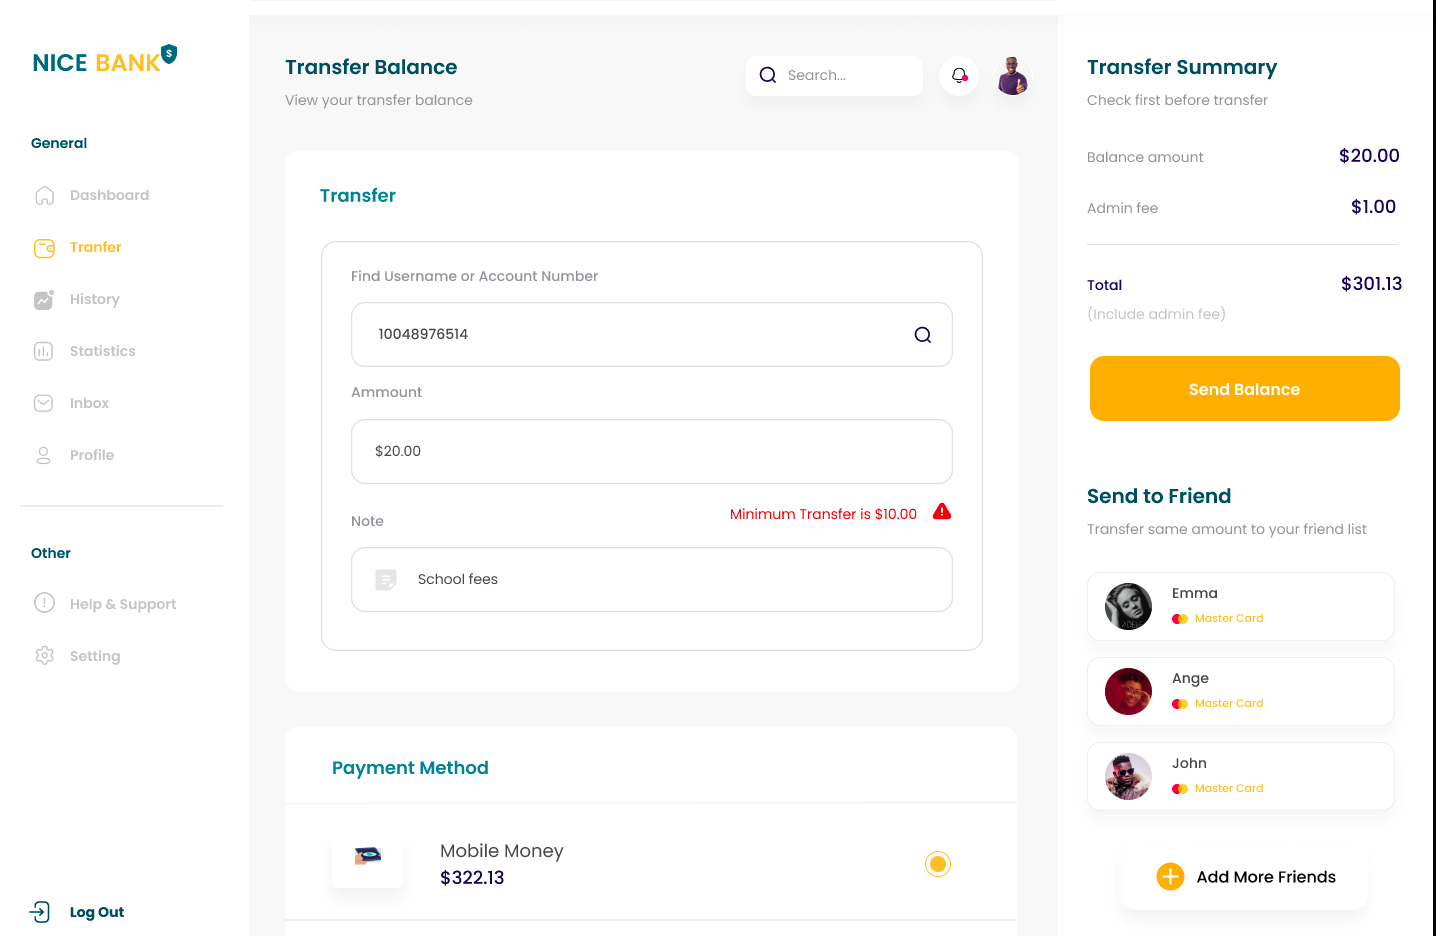 NICE BANK
$
General
Dashboard
Tranfer
History
Statistics
Inbox
Profile
Other
Help & Support
Setting
Log Out
Transfer Balance
View your transfer balance
Search...
Transfer
Find Username or Account Number
10048976514
Ammount
$20.00
Note
Minimum Transfer is $10.00
School fees
Payment Method
Mobile Money
$322.13
Transfer Summary
Check first before transfer
Balance amount $20.00
Admin fee $1.00
Total $301.13
(Include admin fee)
Send Balance
Send to Friend
Transfer same amount to your friend list
Emma
Master Card
ADELE
Ange
Master Card
John
Master Card
Add More Friends